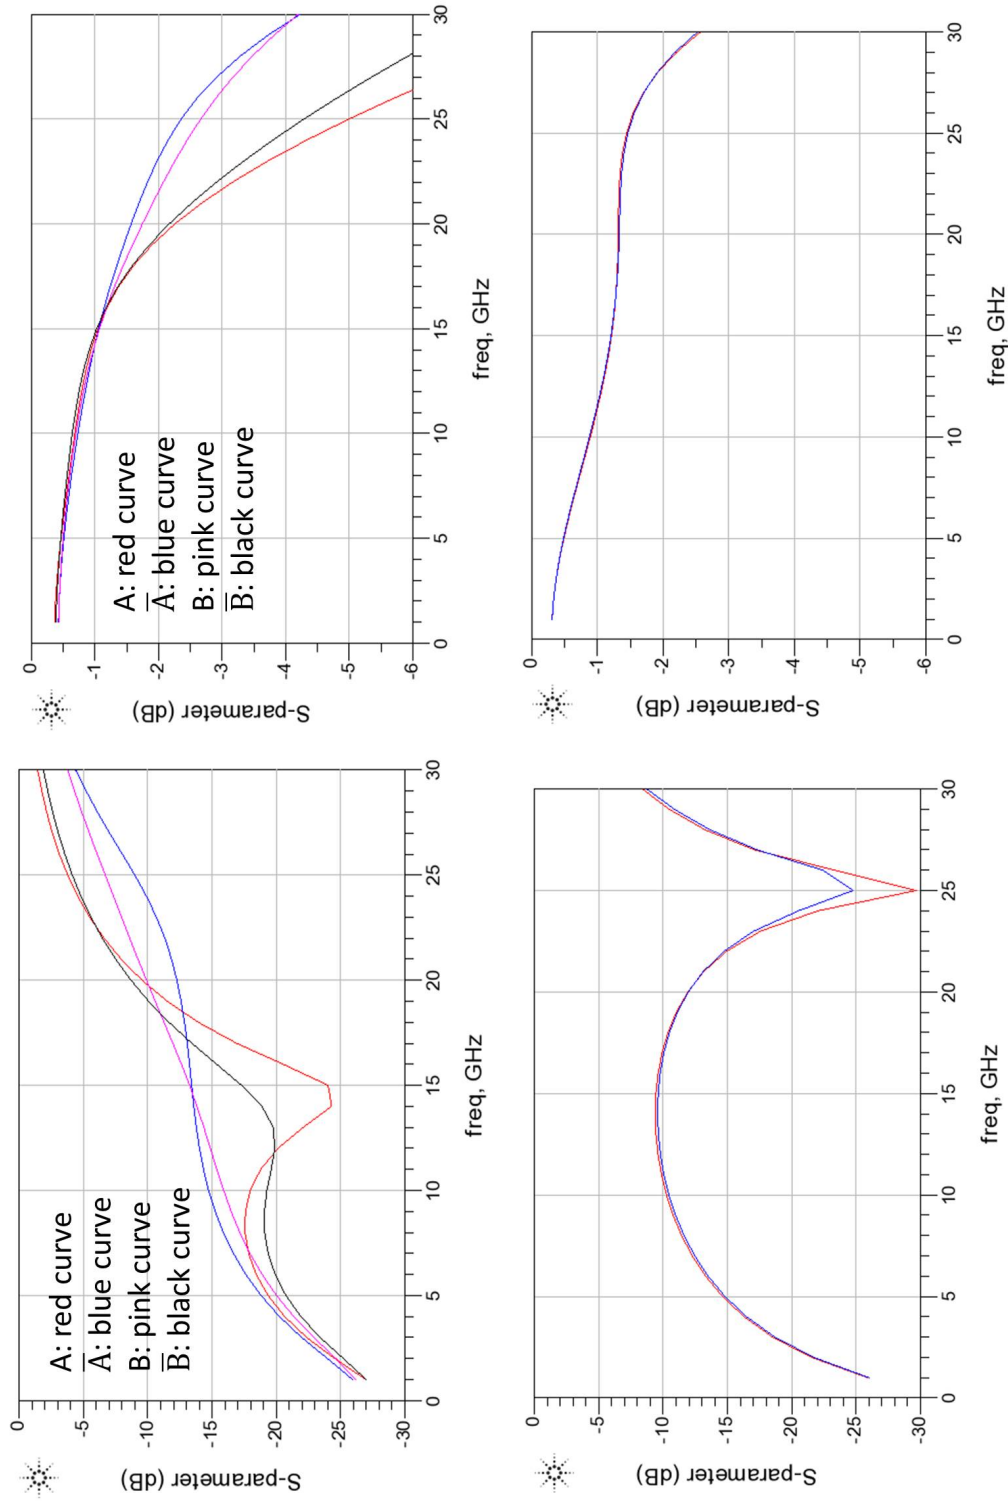 0
-5
-10
-15
-20
-25
-30
S-parameter (dB)
A: red curve
A̅: blue curve
B: pink curve
B̅: black curve
0 5 10 15 20 25 30
freq, GHz
0
-1
-2
-3
-4
-5
-6
S-parameter (dB)
A: red curve
A̅: blue curve
B: pink curve
B̅: black curve
0 5 10 15 20 25 30
freq, GHz
0
-5
-10
-15
-20
-25
-30
S-parameter (dB)
0 5 10 15 20 25 30
freq, GHz
0
-1
-2
-3
-4
-5
-6
S-parameter (dB)
0 5 10 15 20 25 30
freq, GHz